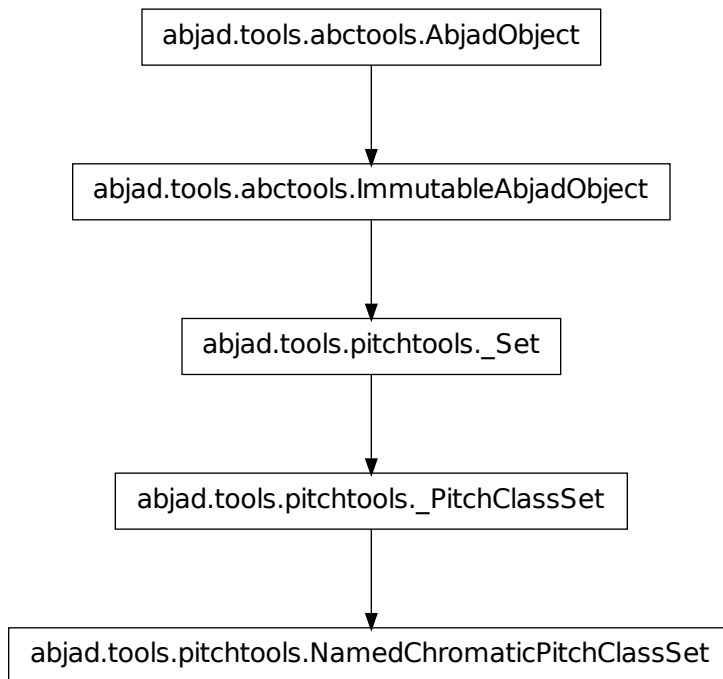 abjad.tools.abctools.AbjadObject
abjad.tools.abctools.ImmutableAbjadObject
abjad.tools.pitchtools._Set
abjad.tools.pitchtools._PitchClassSet
abjad.tools.pitchtools.NamedChromaticPitchClassSet